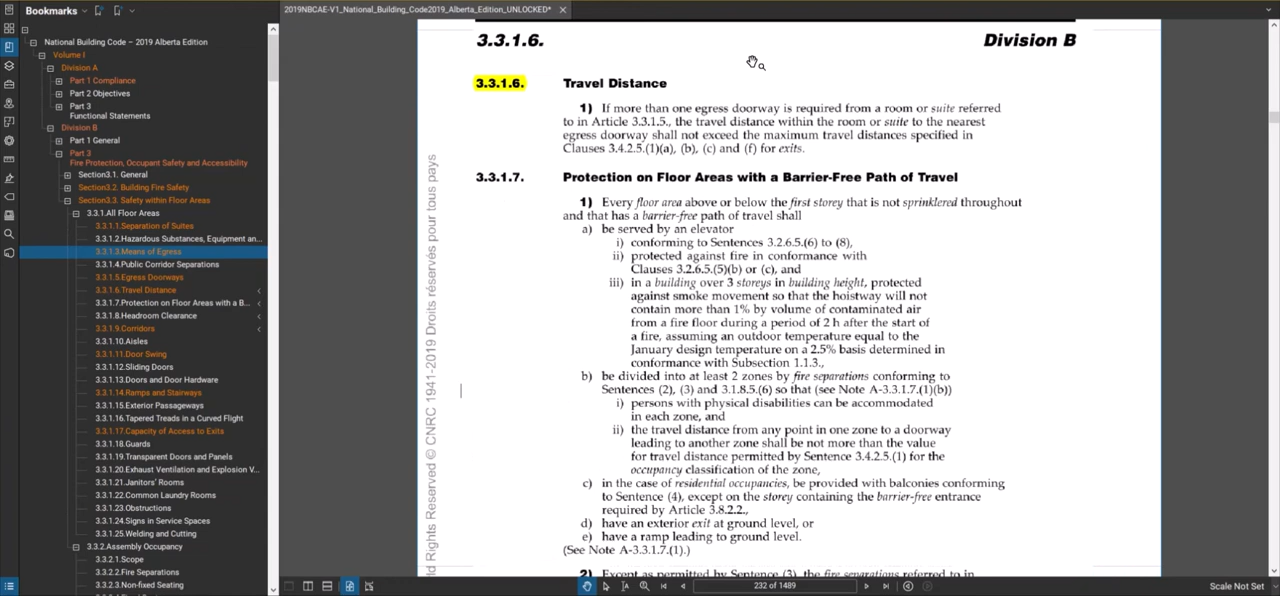 Bookmarks
2019NBCAE-V1_National_Building_Code2019_Alberta_Edition_UNLOCKED*
National Building Code – 2019 Alberta Edition
Volume I
Division A
Part 1 Compliance
Part 2 Objectives
Part 3
Functional Statements
Division B
Part 1 General
Part 3
Fire Protection, Occupant Safety and Accessibility
Section3.1. General
Section3.2. Building Fire Safety
Section3.3. Safety within Floor Areas
3.3.1.All Floor Areas
3.3.1.1.Separation of Suites
3.3.1.2.Hazardous Substances, Equipment an...
3.3.1.3.Means of Egress
3.3.1.4.Public Corridor Separations
3.3.1.5.Egress Doorways
3.3.1.6.Travel Distance
3.3.1.7.Protection on Floor Areas with a B...
3.3.1.8.Headroom Clearance
3.3.1.9.Corridors
3.3.1.10.Aisles
3.3.1.11.Door Swing
3.3.1.12.Sliding Doors
3.3.1.13.Doors and Door Hardware
3.3.1.14.Ramps and Stairways
3.3.1.15.Exterior Passageways
3.3.1.16.Tapered Treads in a Curved Flight
3.3.1.17.Capacity of Access to Exits
3.3.1.18.Guards
3.3.1.19.Transparent Doors and Panels
3.3.1.20.Exhaust Ventilation and Explosion V...
3.3.1.21.Janitors' Rooms
3.3.1.22.Common Laundry Rooms
3.3.1.23.Obstructions
3.3.1.24.Signs in Service Spaces
3.3.1.25.Welding and Cutting
3.3.2.Assembly Occupancy
3.3.2.1.Scope
3.3.2.2.Fire Separations
3.3.2.3.Non-fixed Seating
3.3.1.6. Division B
3.3.1.6. Travel Distance
1) If more than one egress doorway is required from a room or suite referred
to in Article 3.3.1.5., the travel distance within the room or suite to the nearest
egress doorway shall not exceed the maximum travel distances specified in
Clauses 3.4.2.5.(1)(a), (b), (c) and (f) for exits.
3.3.1.7. Protection on Floor Areas with a Barrier-Free Path of Travel
1) Every floor area above or below the first storey that is not sprinklered throughout
and that has a barrier-free path of travel shall
a) be served by an elevator
i) conforming to Sentences 3.2.6.5.(6) to (8),
ii) protected against fire in conformance with
Clauses 3.2.6.5.(5)(b) or (c), and
iii) in a building over 3 storeys in building height, protected
against smoke movement so that the hoistway will not
contain more than 1% by volume of contaminated air
from a fire floor during a period of 2 h after the start of
a fire, assuming an outdoor temperature equal to the
January design temperature on a 2.5% basis determined in
conformance with Subsection 1.1.3.,
b) be divided into at least 2 zones by fire separations conforming to
Sentences (2), (3) and 3.1.8.5.(6) so that (see Note A-3.3.1.7.(1)(b))
i) persons with physical disabilities can be accommodated
in each zone, and
ii) the travel distance from any point in one zone to a doorway
leading to another zone shall be not more than the value
for travel distance permitted by Sentence 3.4.2.5.(1) for the
occupancy classification of the zone,
c) in the case of residential occupancies, be provided with balconies conforming
to Sentence (4), except on the storey containing the barrier-free entrance
required by Article 3.8.2.2.,
d) have an exterior exit at ground level, or
e) have a ramp leading to ground level.
(See Note A-3.3.1.7.(1).)
2) Except as permitted by Sentence (3), the fire separations referred to in
ld Rights Reserved © CNRC 1941-2019 Droits réservés pour tous pays
232 of 1489
Scale Not Set